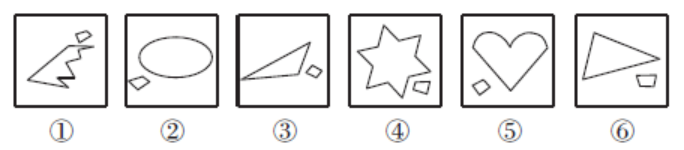 ① ② ③ ④ ⑤ ⑥